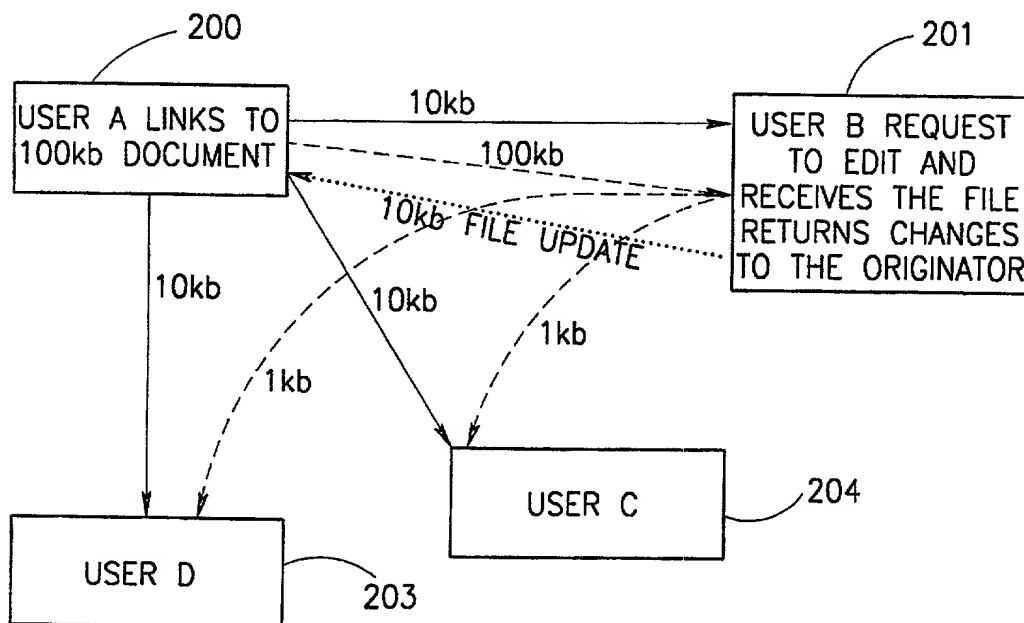 200
201
USER A LINKS TO
100kb DOCUMENT
10kb
100kb
USER B REQUEST
TO EDIT AND
RECEIVES THE FILE
RETURNS CHANGES
TO THE ORIGINATOR
10kb FILE UPDATE
10kb
10kb
1kb
1kb
USER C
204
USER D
203